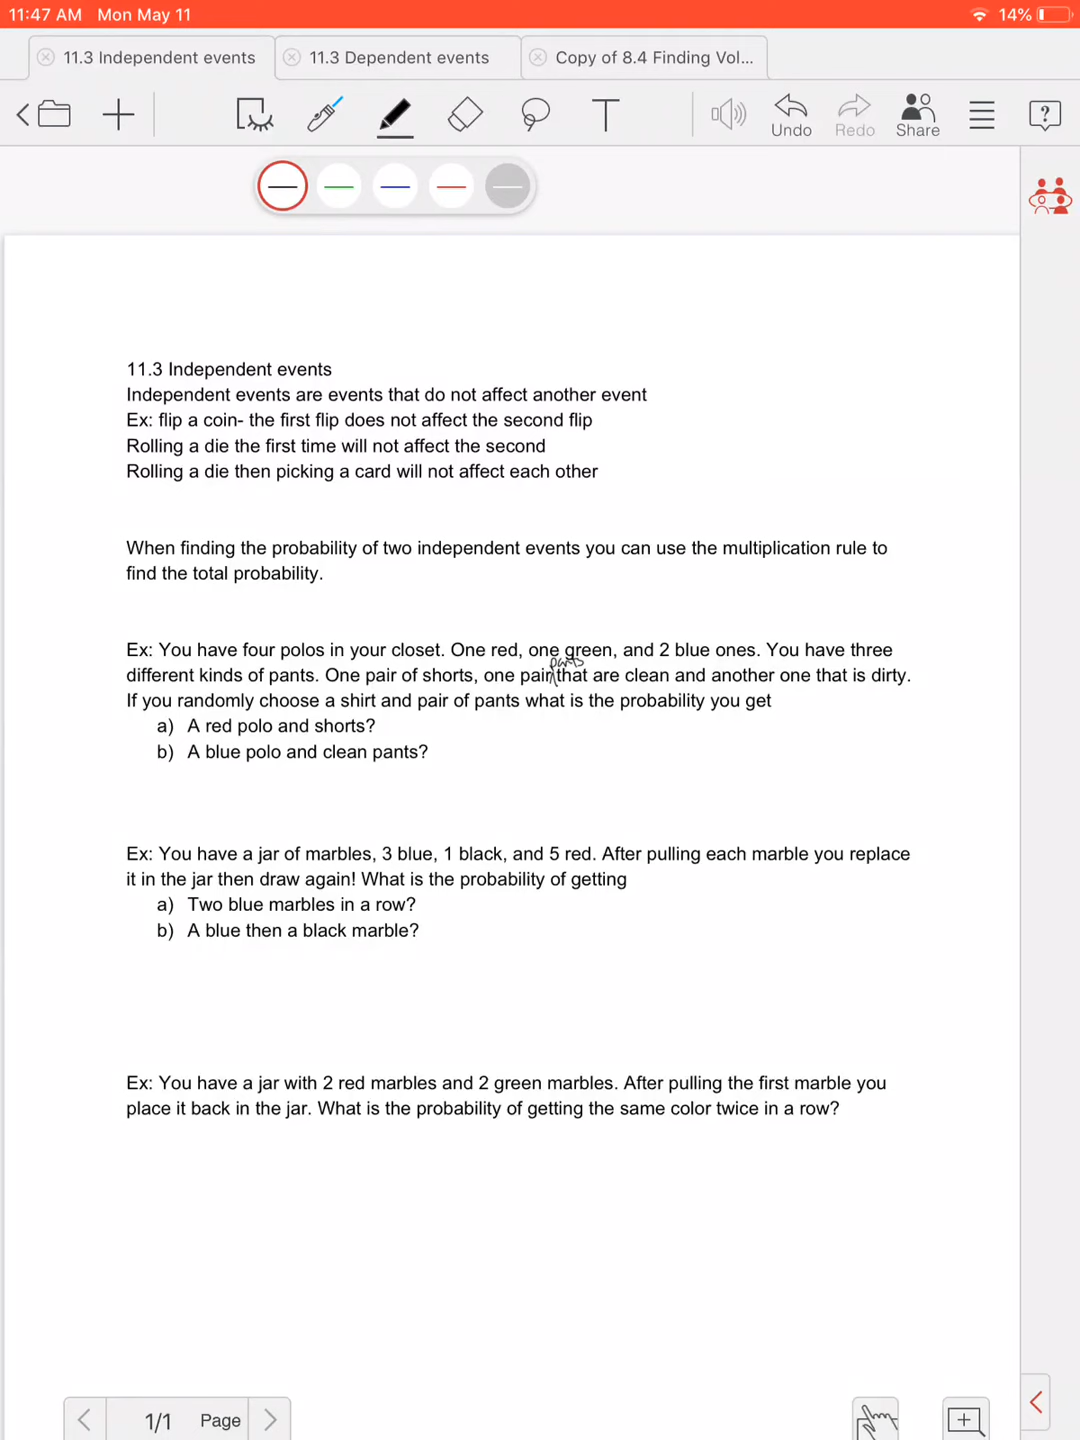 11:47 AM Mon May 11 14%
11.3 Independent events 11.3 Dependent events Copy of 8.4 Finding Vol...
T Undo Redo Share ?
11.3 Independent events
Independent events are events that do not affect another event
Ex: flip a coin- the first flip does not affect the second flip
Rolling a die the first time will not affect the second
Rolling a die then picking a card will not affect each other
When finding the probability of two independent events you can use the multiplication rule to
find the total probability.
Ex: You have four polos in your closet. One red, one green, and 2 blue ones. You have three
pants
different kinds of pants. One pair of shorts, one pair that are clean and another one that is dirty.
If you randomly choose a shirt and pair of pants what is the probability you get
a) A red polo and shorts?
b) A blue polo and clean pants?
Ex: You have a jar of marbles, 3 blue, 1 black, and 5 red. After pulling each marble you replace
it in the jar then draw again! What is the probability of getting
a) Two blue marbles in a row?
b) A blue then a black marble?
Ex: You have a jar with 2 red marbles and 2 green marbles. After pulling the first marble you
place it back in the jar. What is the probability of getting the same color twice in a row?
1/1 Page